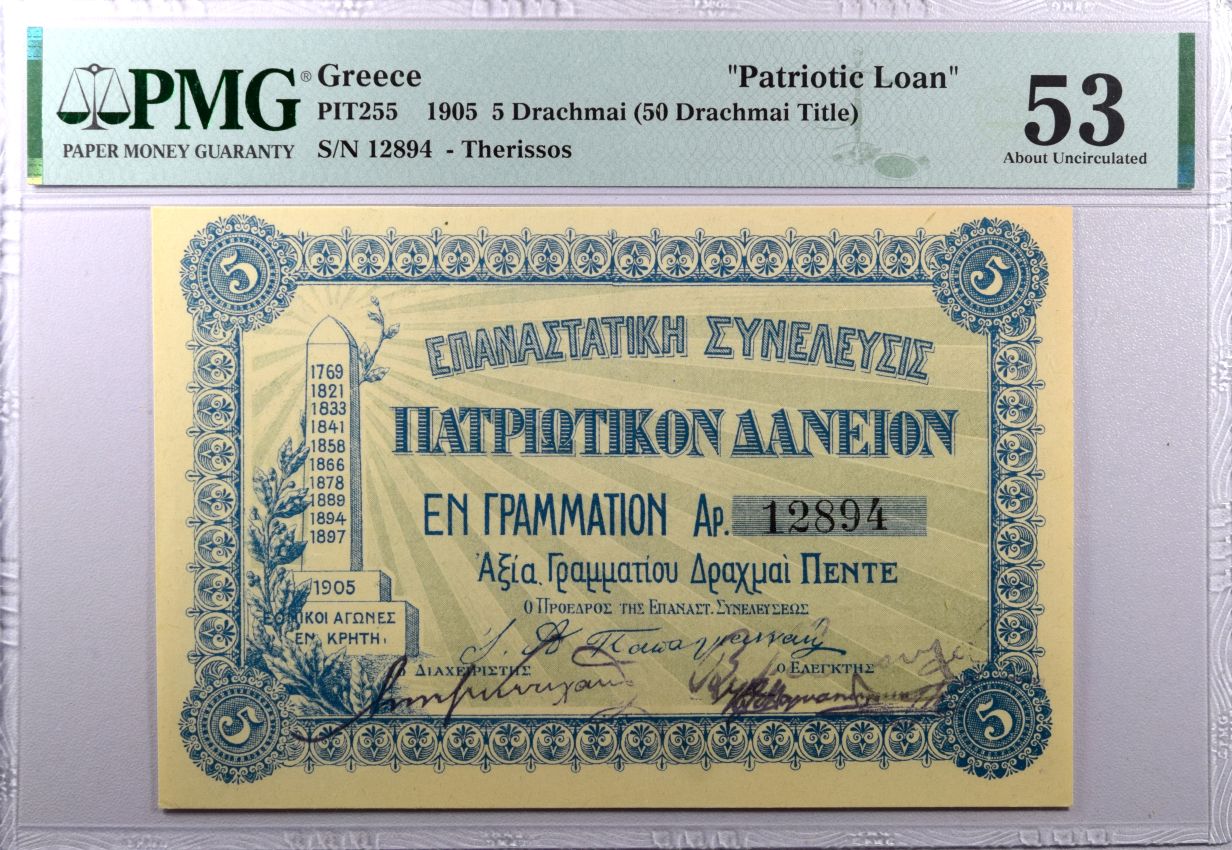 PMG®
PAPER MONEY GUARANTY
Greece "Patriotic Loan"
PIT255 1905 5 Drachmai (50 Drachmai Title)
S/N 12894 - Therissos
53
About Uncirculated
5 5
ΕΠΑΝΑΣΤΑΤΙΚΗ ΣΥΝΕΛΕΥΣΙΣ
ΠΑΤΡΙΩΤΙΚΟΝ ΔΑΝΕΙΟΝ
ΕΝ ΓΡΑΜΜΑΤΙΟΝ ΑΡ. 12894
Ἀξία Γραμματίου Δραχμαὶ ΠΕΝΤΕ
Ο ΠΡΟΕΔΡΟΣ ΤΗΣ ΕΠΑΝΑΣΤ. ΣΥΝΕΛΕΥΣΕΩΣ
Ο ΔΙΑΧΕΙΡΙΣΤΗΣ Ο ΕΛΕΓΚΤΗΣ
1769
1821
1833
1841
1858
1866
1878
1889
1894
1897
1905
ΑΓΩΝΕΣ
ΕΝ ΚΡΗΤΗι
5 5